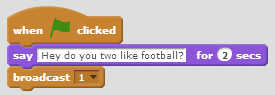 when clicked
say Hey do you two like football? for 2 secs
broadcast 1